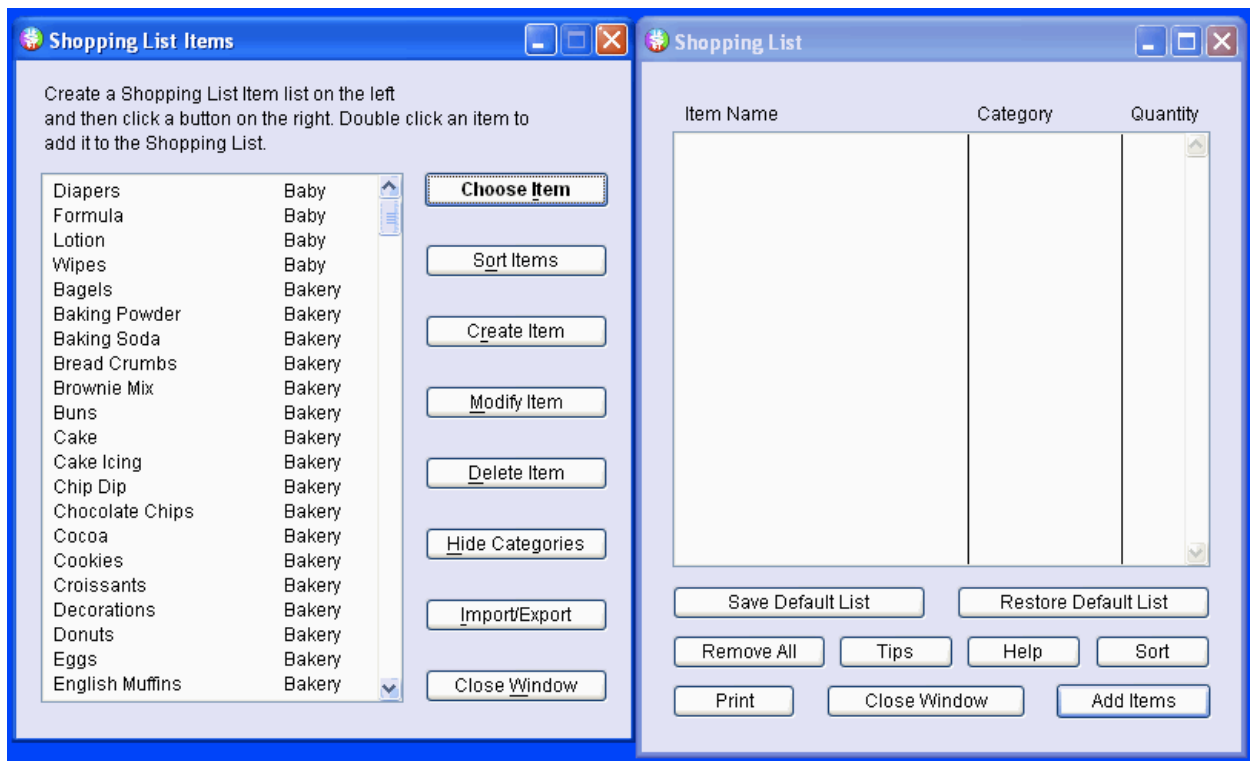 Shopping List Items
Create a Shopping List Item list on the left
and then click a button on the right. Double click an item to
add it to the Shopping List.
Diapers Baby
Formula Baby
Lotion Baby
Wipes Baby
Bagels Bakery
Baking Powder Bakery
Baking Soda Bakery
Bread Crumbs Bakery
Brownie Mix Bakery
Buns Bakery
Cake Bakery
Cake Icing Bakery
Chip Dip Bakery
Chocolate Chips Bakery
Cocoa Bakery
Cookies Bakery
Croissants Bakery
Decorations Bakery
Donuts Bakery
Eggs Bakery
English Muffins Bakery
Choose Item
Sort Items
Create Item
Modify Item
Delete Item
Hide Categories
Import/Export
Close Window
Shopping List
Item Name Category Quantity
Save Default List Restore Default List
Remove All Tips Help Sort
Print Close Window Add Items